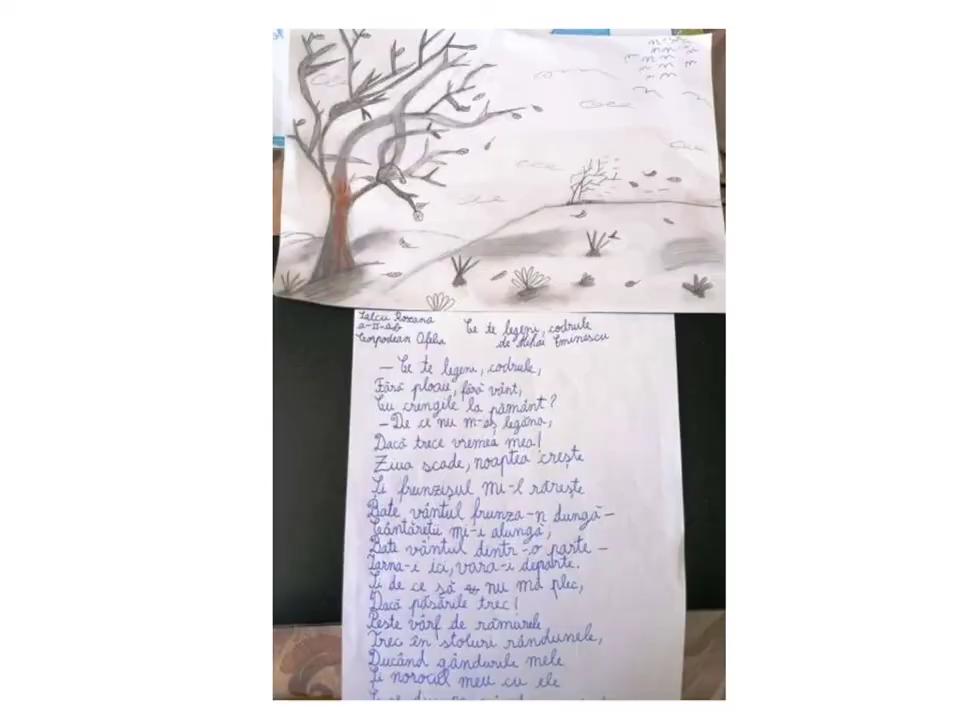 Salcu Roxana
a-II-a
Ce te legeni, codrule
de Mihai Eminescu
— Ce te legeni, codrule,
Fără ploaie, fără vânt,
Cu crengile la pământ?
- De ce nu m-aș legăna,
Dacă trece vremea mea!
Ziua scade, noaptea crește
Și frunzișul mi-l rărește
Bate vântul frunza-n dungă -
Cântăreții mi-i alungă,
Bate vântul dintr-o parte -
Iarna-i ici, vara-i departe.
Și de ce să nu mă plec,
Dacă păsările trec!
Peste vârf de rămurele
Trec în stoluri rândunele,
Ducând gândurile mele
Și norocul meu cu ele